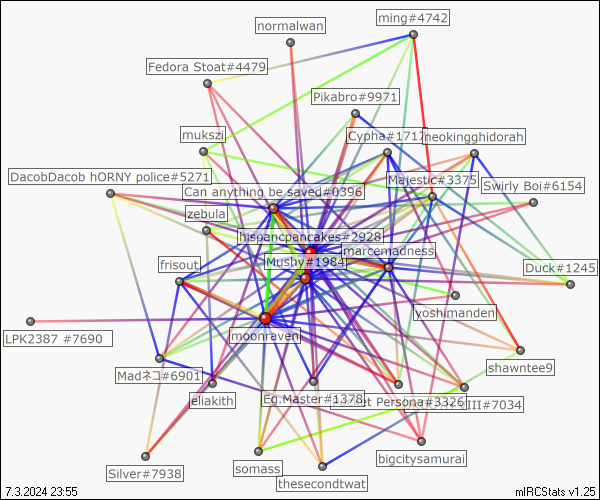 ming#4742
normalwan
Fedora Stoat#4479
Pikabro#9971
mukszi
Cypha#1717
neokingghidorah
DacobDacob hORNY police#5271
Majestic#3375
Can anything be saved#0396
Swirly Boi#6154
zebula
hispancpancakes#2928
marcemadness
Mushy#1984
frisout
Duck#1245
yoshimanden
LPK2387 #7690
moonraven
shawntee9
Madネコ#6901
eliakith
Eg.Master#1378
Persona#3326
III#7034
bigcitysamurai
Silver#7938
somass
thesecondtwat
7.3.2024 23:55
mIRCStats v1.25